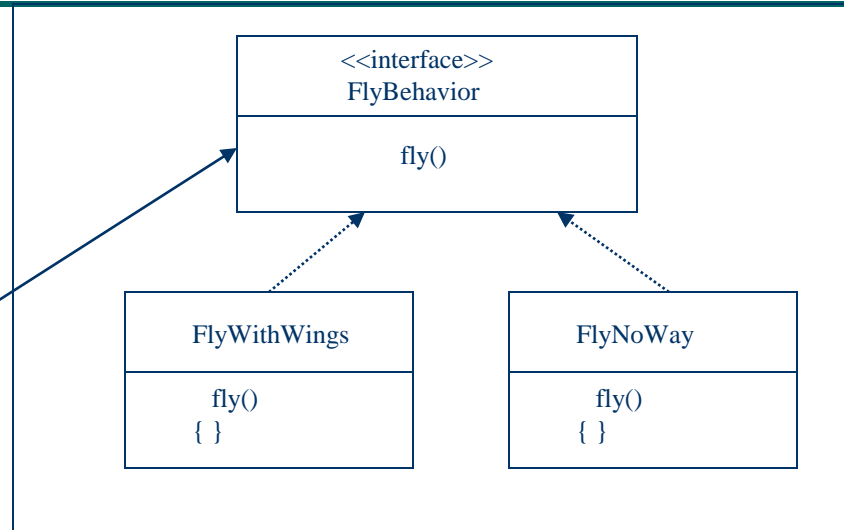 <<interface>>
FlyBehavior
fly()
FlyWithWings
fly()
{ }
FlyNoWay
fly()
{ }